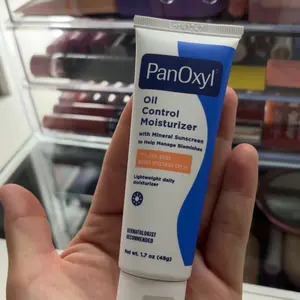 PanOxyl
Oil
Control
Moisturizer
with Mineral Sunscreen
to Help Manage Blemishes
Lightweight daily
moisturizer
DERMATOLOGIST
RECOMMENDED
Net wt. 1.7 oz (48g)